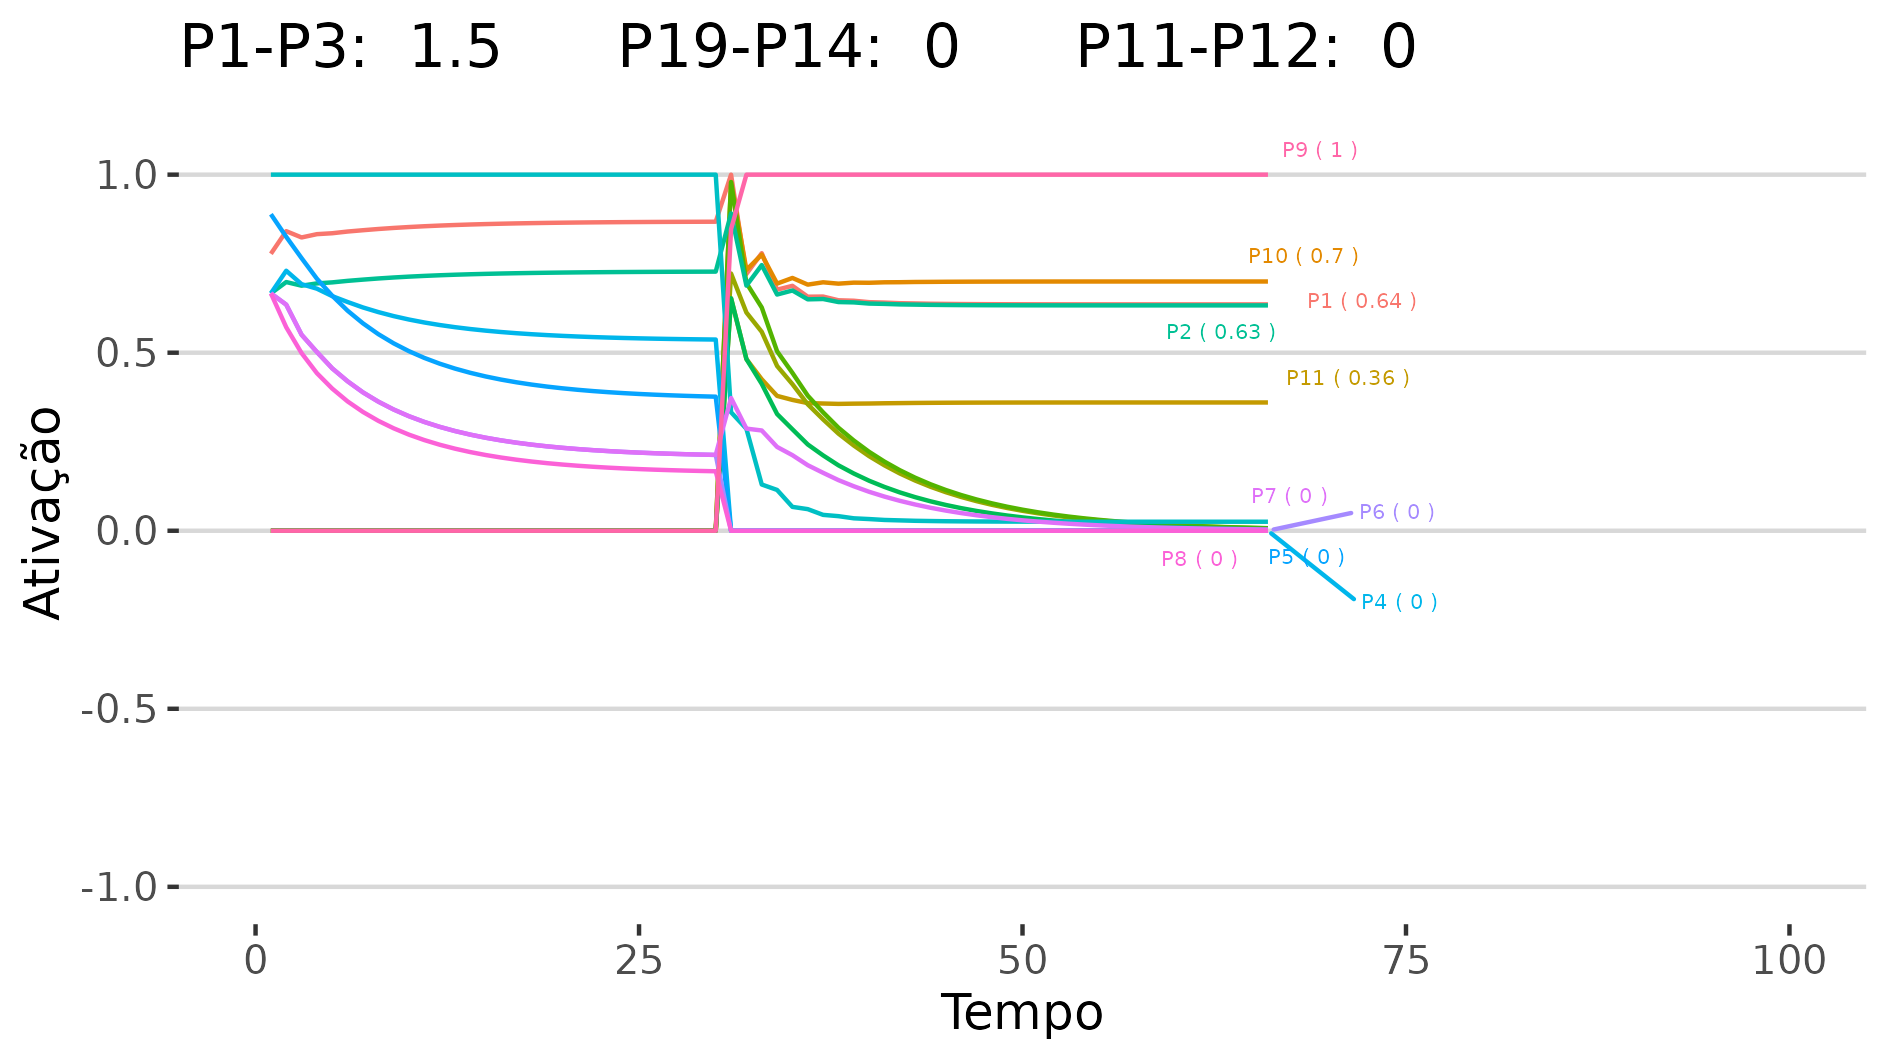 P1-P3: 1.5 P19-P14: 0 P11-P12: 0
P9 ( 1 )
1.0
P10 ( 0.7 )
P1 ( 0.64 )
P2 ( 0.63 )
0.5
P11 ( 0.36 )
P7 ( 0 )
P6 ( 0 )
0.0
P8 ( 0 )
P5 ( 0 )
P4 ( 0 )
-0.5
-1.0
Ativação
0 25 50 75 100
Tempo